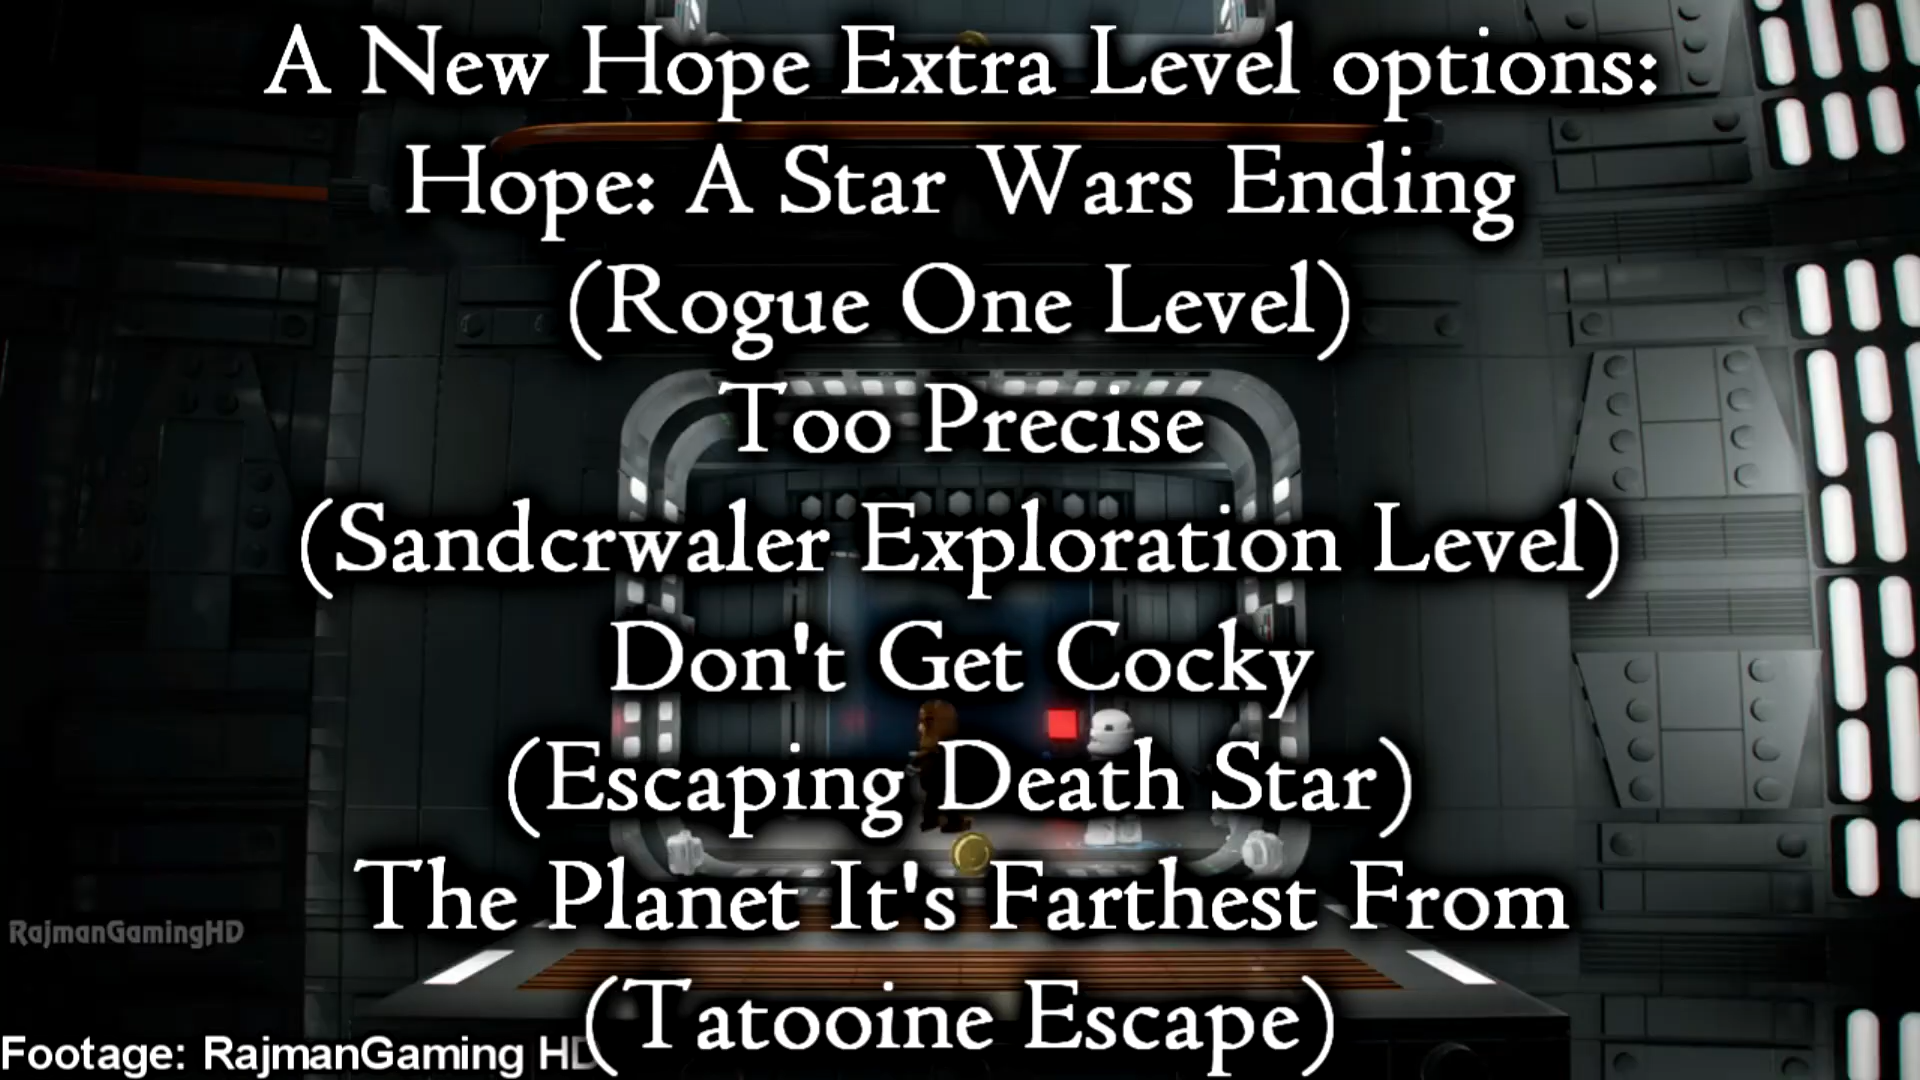 A New Hope Extra Level options:
Hope: A Star Wars Ending
(Rogue One Level)
Too Precise
(Sandcrwaler Exploration Level)
Don't Get Cocky
(Escaping Death Star)
The Planet It's Farthest From
(Tatooine Escape)
RajmanGamingHD
Footage: RajmanGaming HD